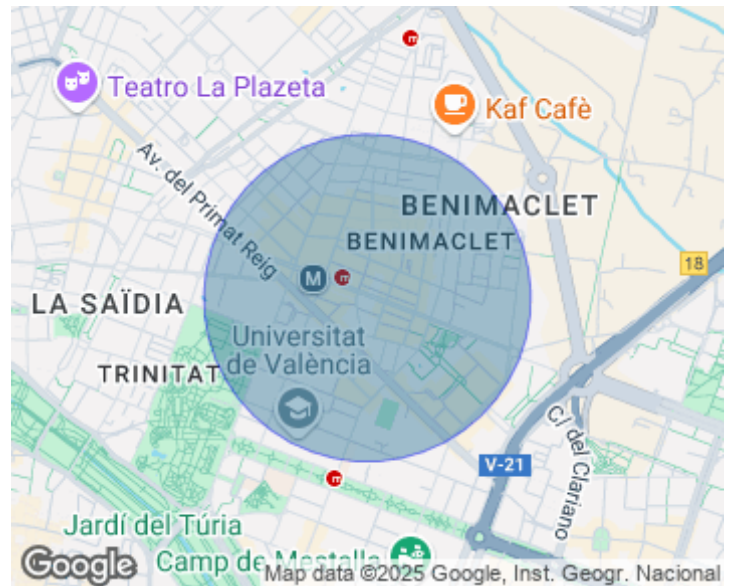 Teatro La Plazeta
Kaf Cafè
Av. del Primat Reig
BENIMACLET
BENIMACLET
18
M
LA SAÏDIA
Universitat
de València
TRINITAT
C/ del Clariano
V-21
Jardí del Túria
Camp de Mestalla
Google
Map data ©2025 Google, Inst. Geogr. Nacional